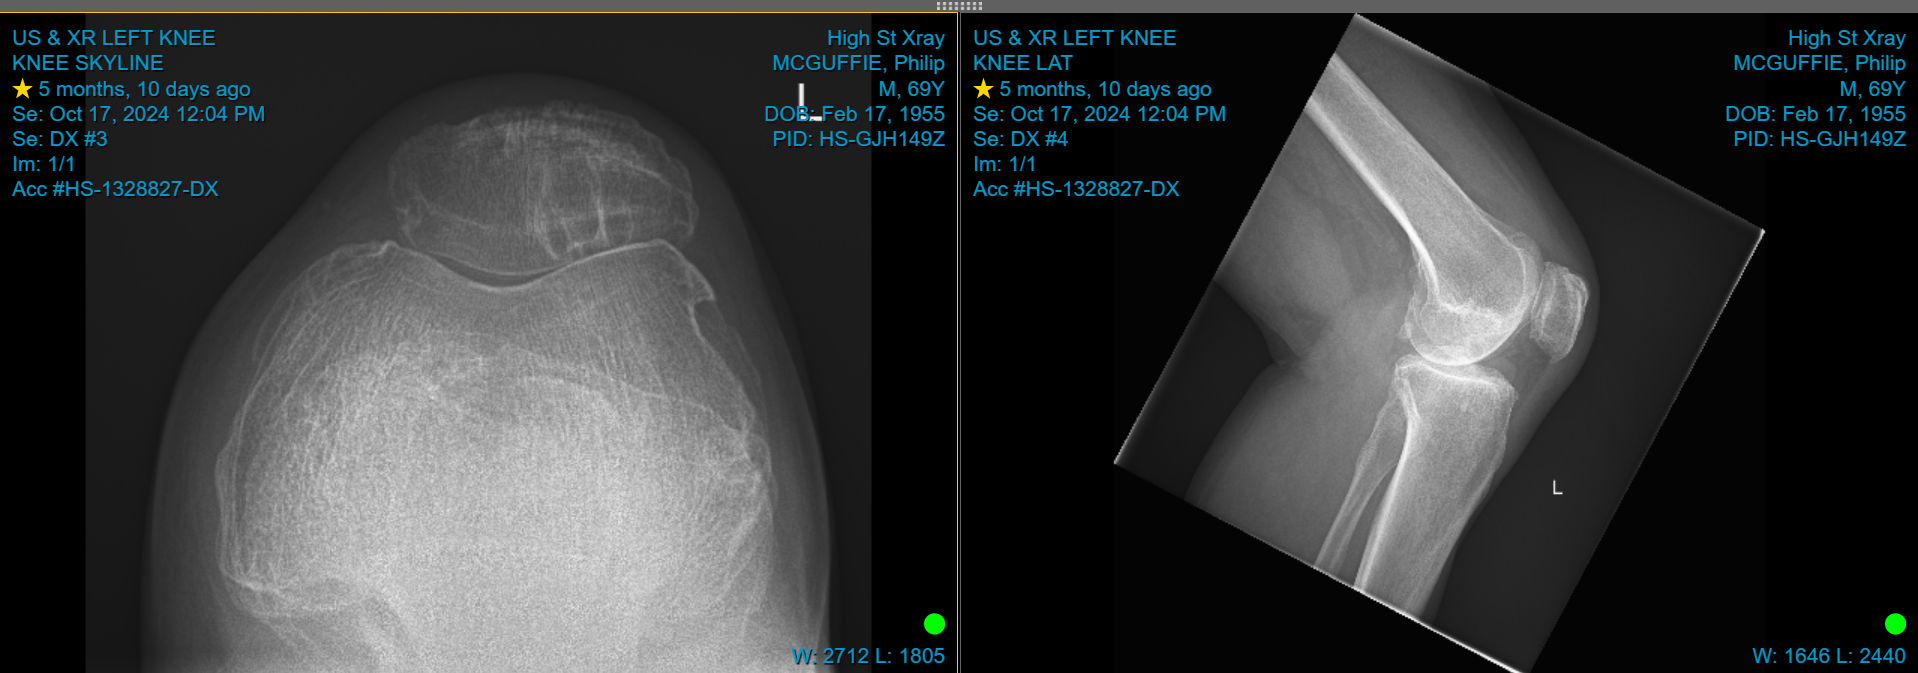 US & XR LEFT KNEE
KNEE SKYLINE
5 months, 10 days ago
Se: Oct 17, 2024 12:04 PM
Se: DX #3
Im: 1/1
Acc #HS-1328827-DX
High St Xray
MCGUFFIE, Philip
M, 69Y
DOB: Feb 17, 1955
PID: HS-GJH149Z
L
W: 2712 L: 1805
US & XR LEFT KNEE
KNEE LAT
5 months, 10 days ago
Se: Oct 17, 2024 12:04 PM
Se: DX #4
Im: 1/1
Acc #HS-1328827-DX
High St Xray
MCGUFFIE, Philip
M, 69Y
DOB: Feb 17, 1955
PID: HS-GJH149Z
L
W: 1646 L: 2440